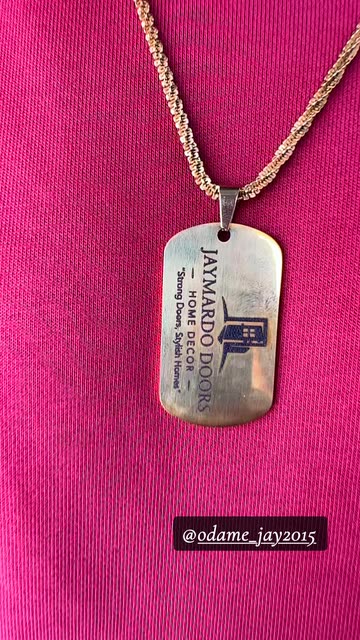 JAYMARDO DOORS
— HOME DECOR —
"Strong Doors, Stylish Homes"
@odame_jay2015